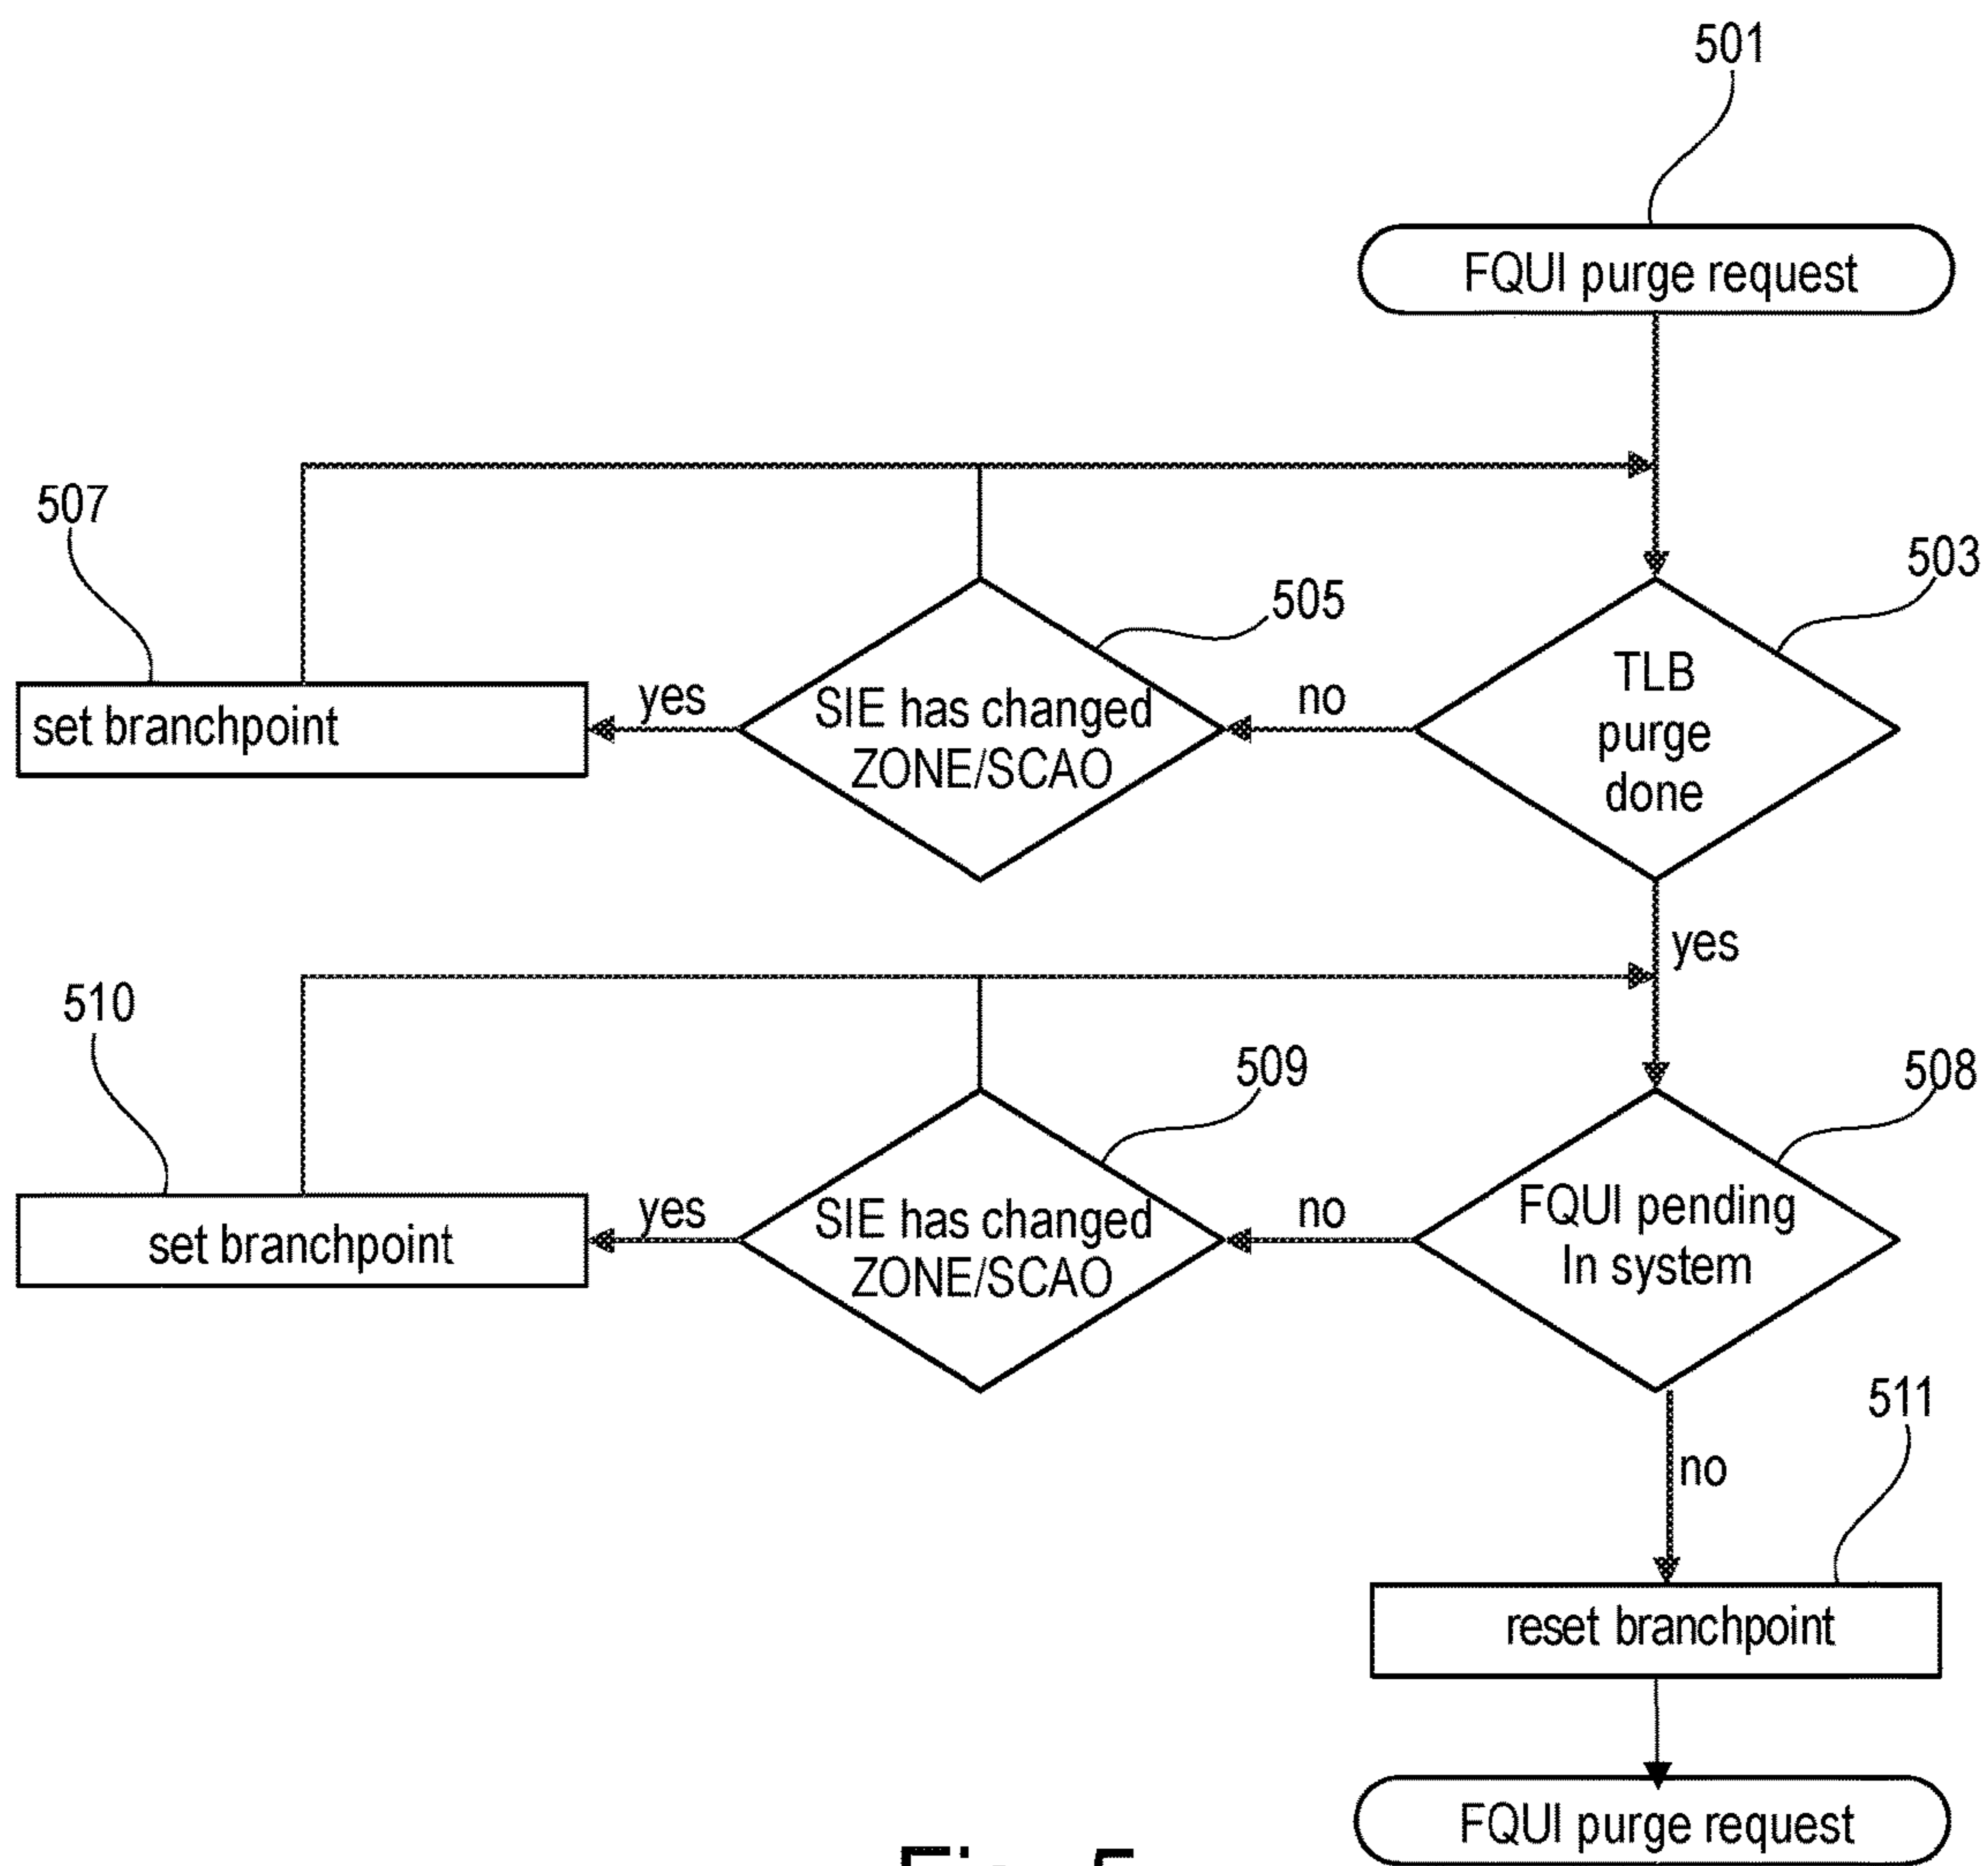 501
FQUI purge request
507
503
505
TLB
purge
done
no
SIE has changed
ZONE/SCAO
yes
set branchpoint
yes
510
509
508
FQUI pending
In system
no
SIE has changed
ZONE/SCAO
yes
set branchpoint
511
no
reset branchpoint
FQUI purge request